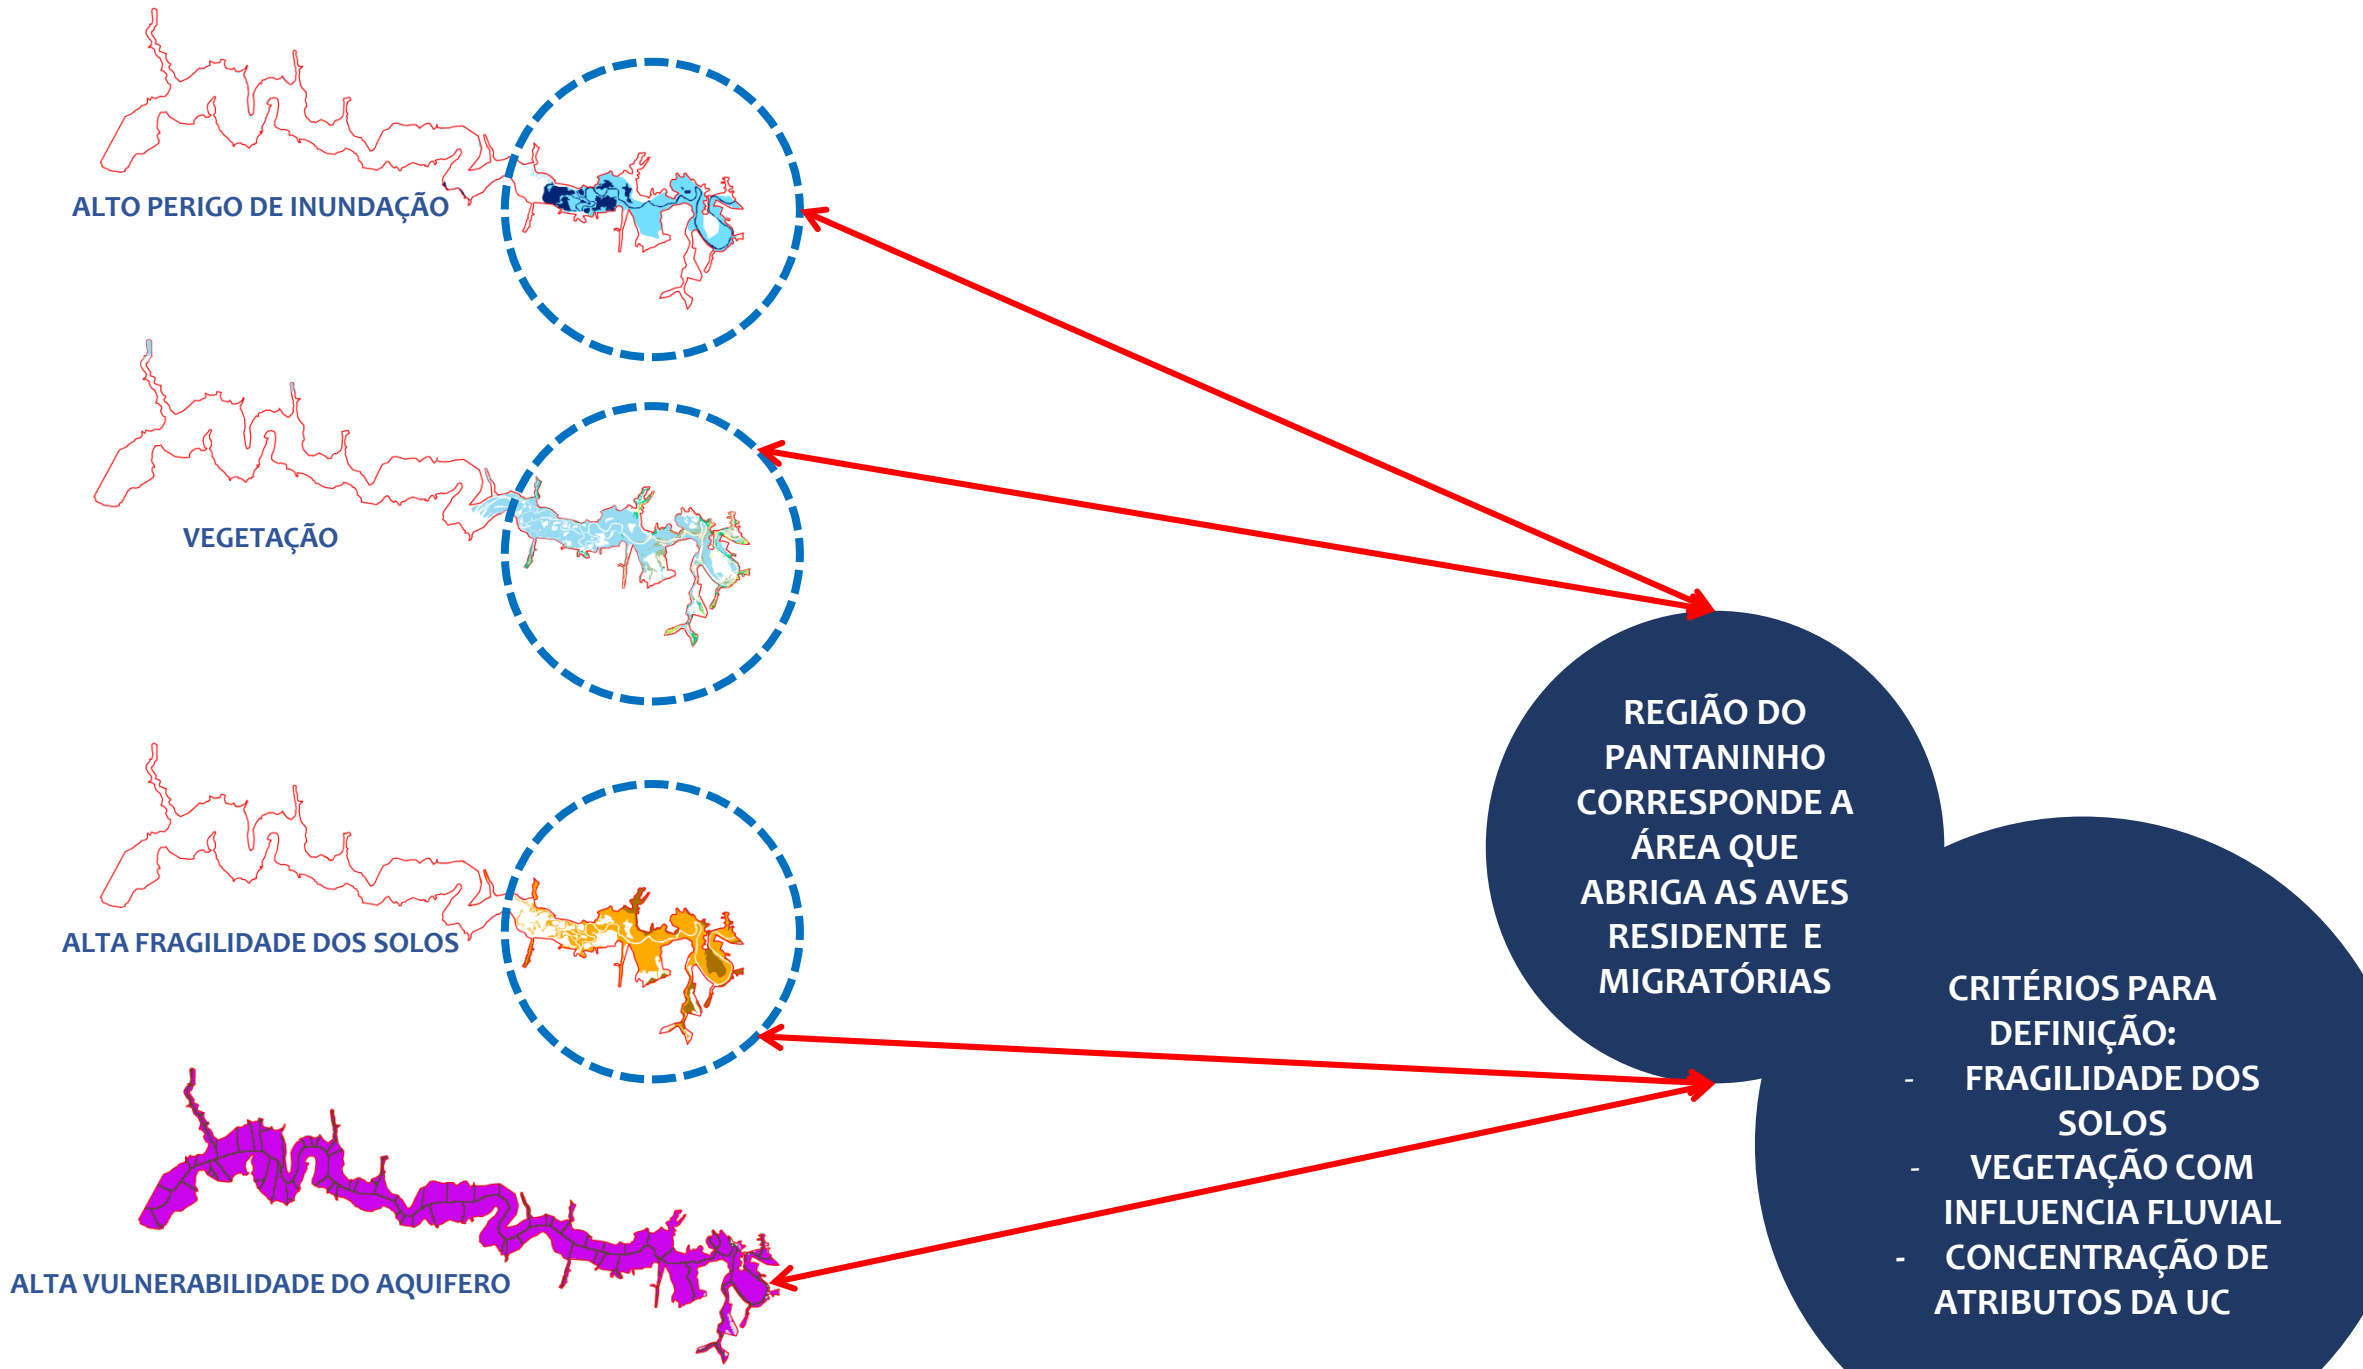 ALTO PERIGO DE INUNDAÇÃO
VEGETAÇÃO
ALTA FRAGILIDADE DOS SOLOS
ALTA VULNERABILIDADE DO AQUIFERO
REGIÃO DO
PANTANINHO
CORRESPONDE A
ÁREA QUE
ABRIGA AS AVES
RESIDENTE E
MIGRATÓRIAS
CRITÉRIOS PARA
DEFINIÇÃO:
- FRAGILIDADE DOS
SOLOS
- VEGETAÇÃO COM
INFLUENCIA FLUVIAL
- CONCENTRAÇÃO DE
ATRIBUTOS DA UC